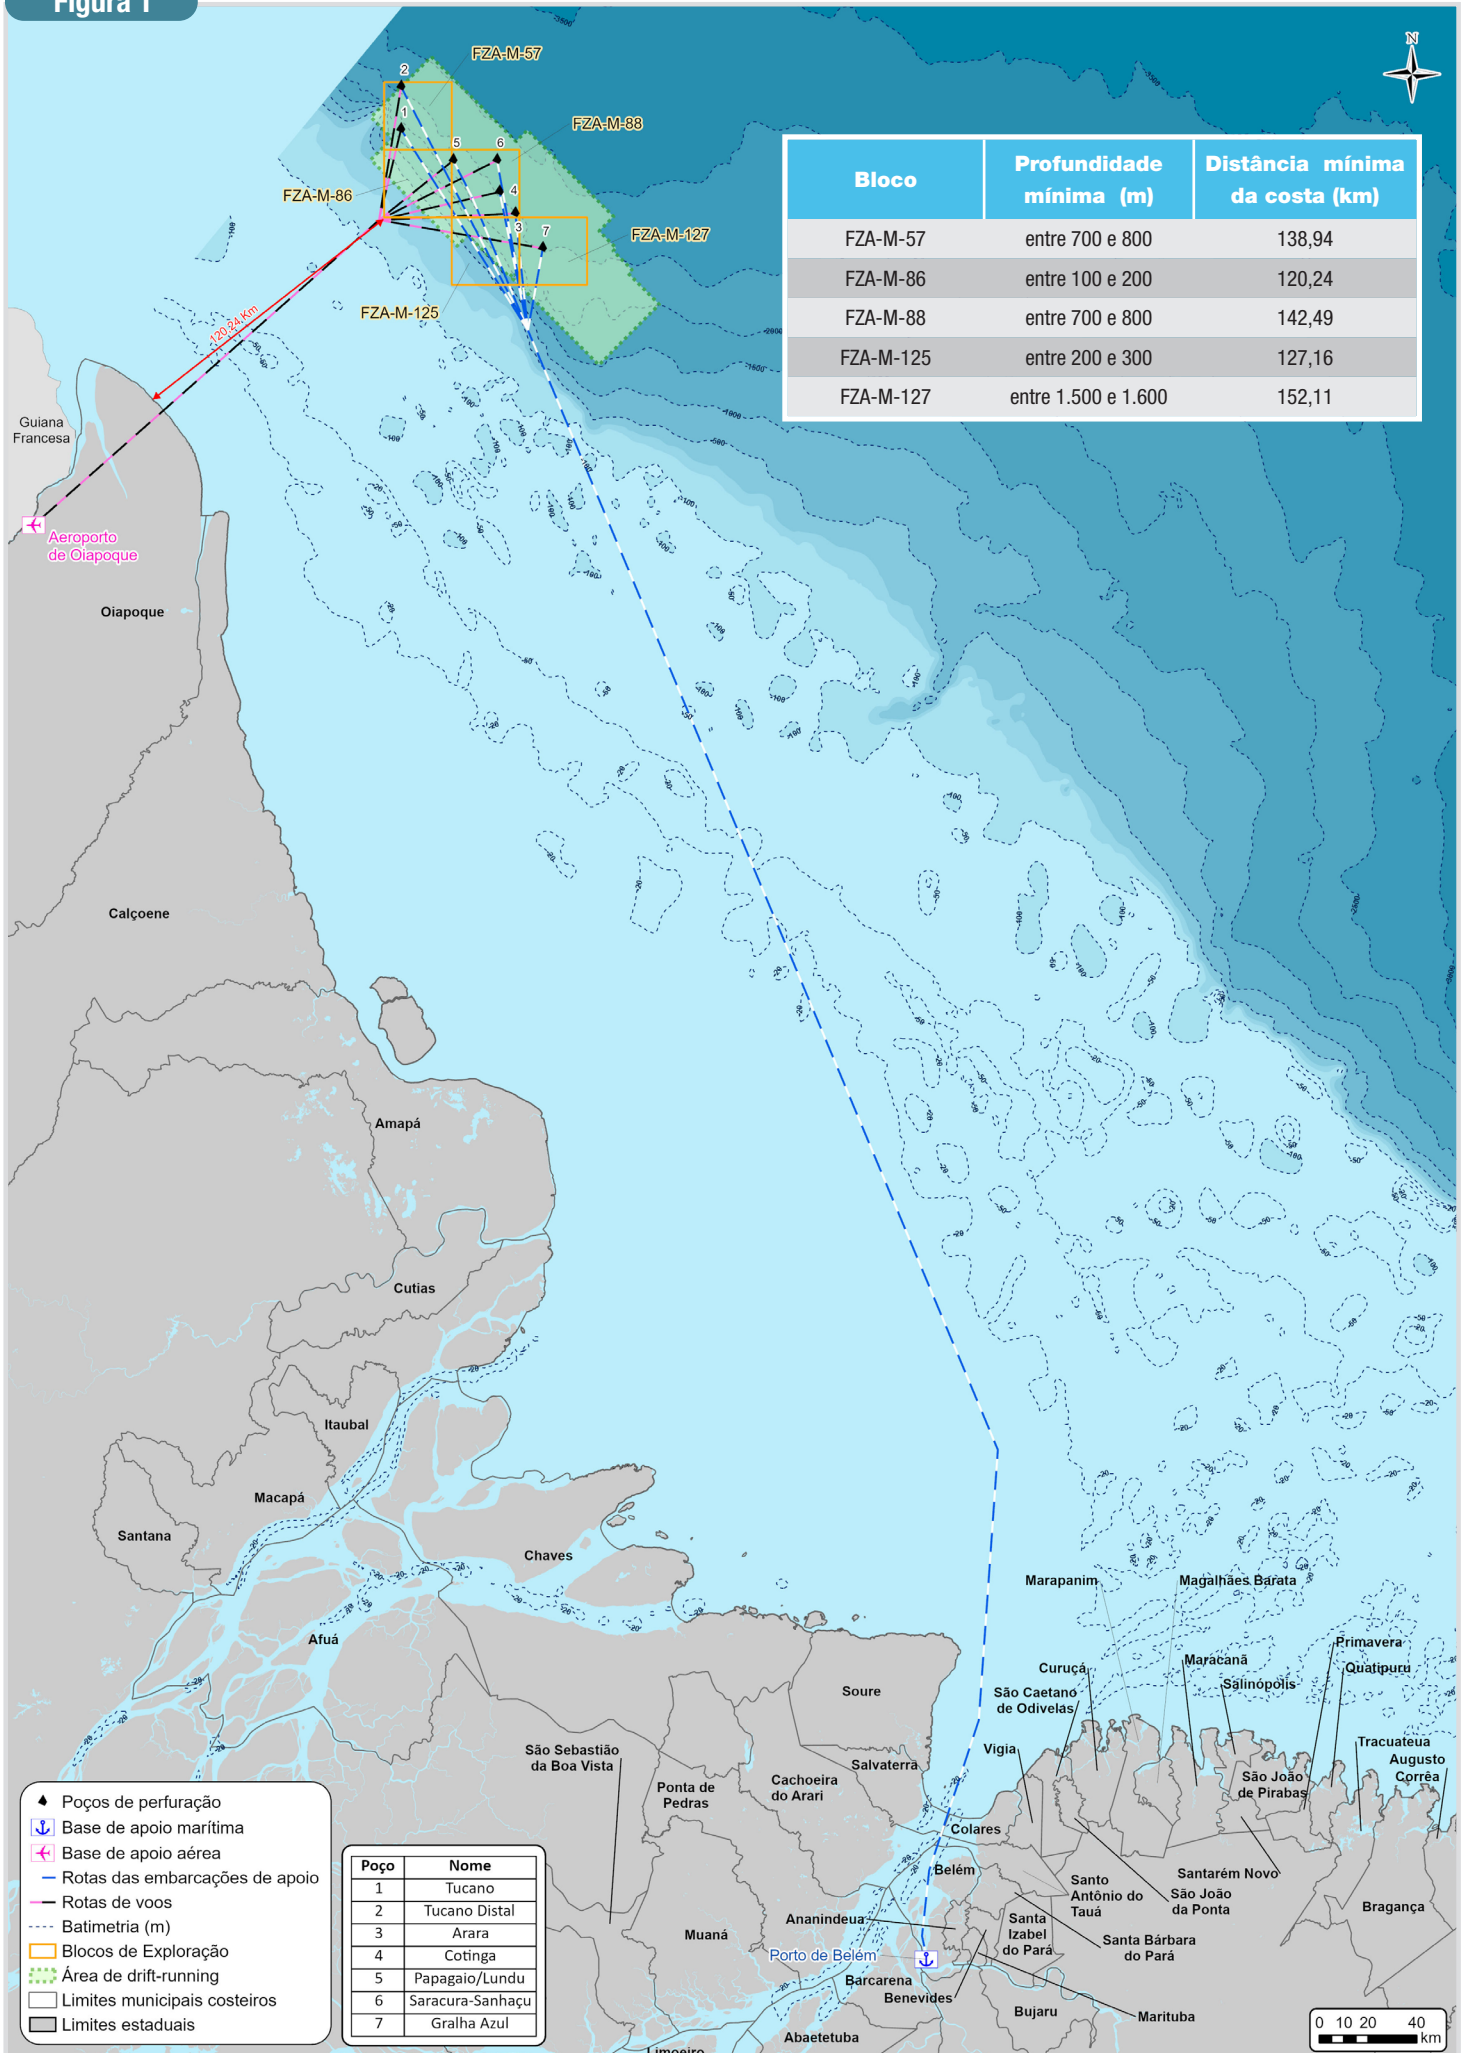 Figura 1
N
FZA-M-57
FZA-M-88
FZA-M-86
FZA-M-127
FZA-M-125
2
1
5
6
4
3
7
Bloco
Profundidade
mínima (m)
Distância mínima
da costa (km)
FZA-M-57 entre 700 e 800 138,94
FZA-M-86 entre 100 e 200 120,24
FZA-M-88 entre 700 e 800 142,49
FZA-M-125 entre 200 e 300 127,16
FZA-M-127 entre 1.500 e 1.600 152,11
120,24 Km
Guiana
Francesa
Aeroporto
de Oiapoque
Oiapoque
Calçoene
Amapá
Cutias
Itaubal
Macapá
Santana
Chaves
Afuá
Marapanim
Magalhães Barata
Primavera
Maracanã
Quatipuru
Curuçá
Salinópolis
São Caetano
de Odivelas
Soure
Vigia
Tracuateua
Augusto
Corrêa
São Sebastião
da Boa Vista
Salvaterra
Ponta de
Pedras
Cachoeira
do Arari
São João
de Pirabas
Colares
Belém
Santarém Novo
Santo
Antônio do
Tauá
São João
da Ponta
Bragança
Ananindeua
Muaná
Santa
Izabel
do Pará
Santa Bárbara
do Pará
Porto de Belém
Barcarena
Benevides
Bujaru
Marituba
Abaetetuba
Limoeiro
Poços de perfuração
Base de apoio marítima
Base de apoio aérea
Rotas das embarcações de apoio
Rotas de voos
Batimetria (m)
Blocos de Exploração
Área de drift-running
Limites municipais costeiros
Limites estaduais
Poço Nome
1 Tucano
2 Tucano Distal
3 Arara
4 Cotinga
5 Papagaio/Lundu
6 Saracura-Sanhaçu
7 Gralha Azul
0 10 20 40
km